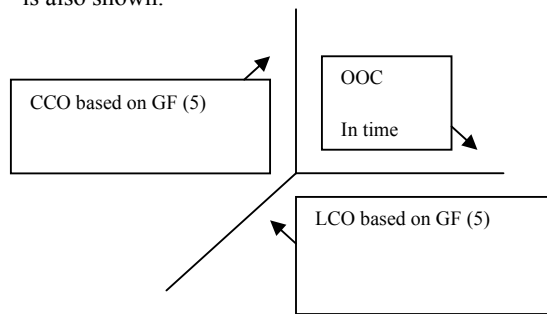 is also shown.
CCO based on GF (5)
OOC
In time
LCO based on GF (5)